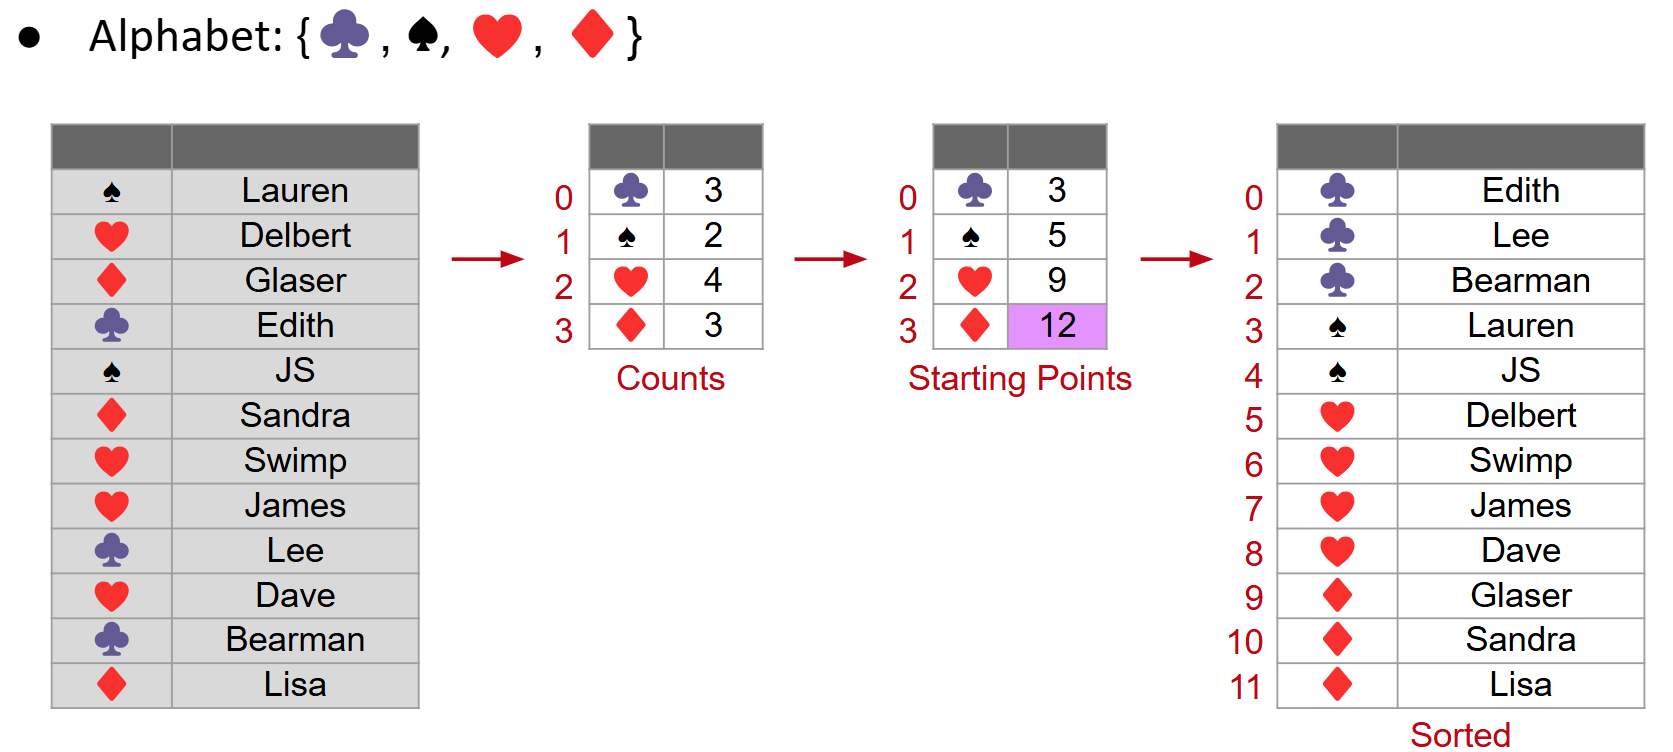 ● Alphabet: {♣, ♠, ♥, ♦}
♠ Lauren
♥ Delbert
♦ Glaser
♣ Edith
♠ JS
♦ Sandra
♥ Swimp
♥ James
♣ Lee
♥ Dave
♣ Bearman
♦ Lisa
0 ♣ 3
1 ♠ 2
2 ♥ 4
3 ♦ 3
Counts
0 ♣ 3
1 ♠ 5
2 ♥ 9
3 ♦ 12
Starting Points
0 ♣ Edith
1 ♣ Lee
2 ♣ Bearman
3 ♠ Lauren
4 ♠ JS
5 ♥ Delbert
6 ♥ Swimp
7 ♥ James
8 ♥ Dave
9 ♦ Glaser
10 ♦ Sandra
11 ♦ Lisa
Sorted